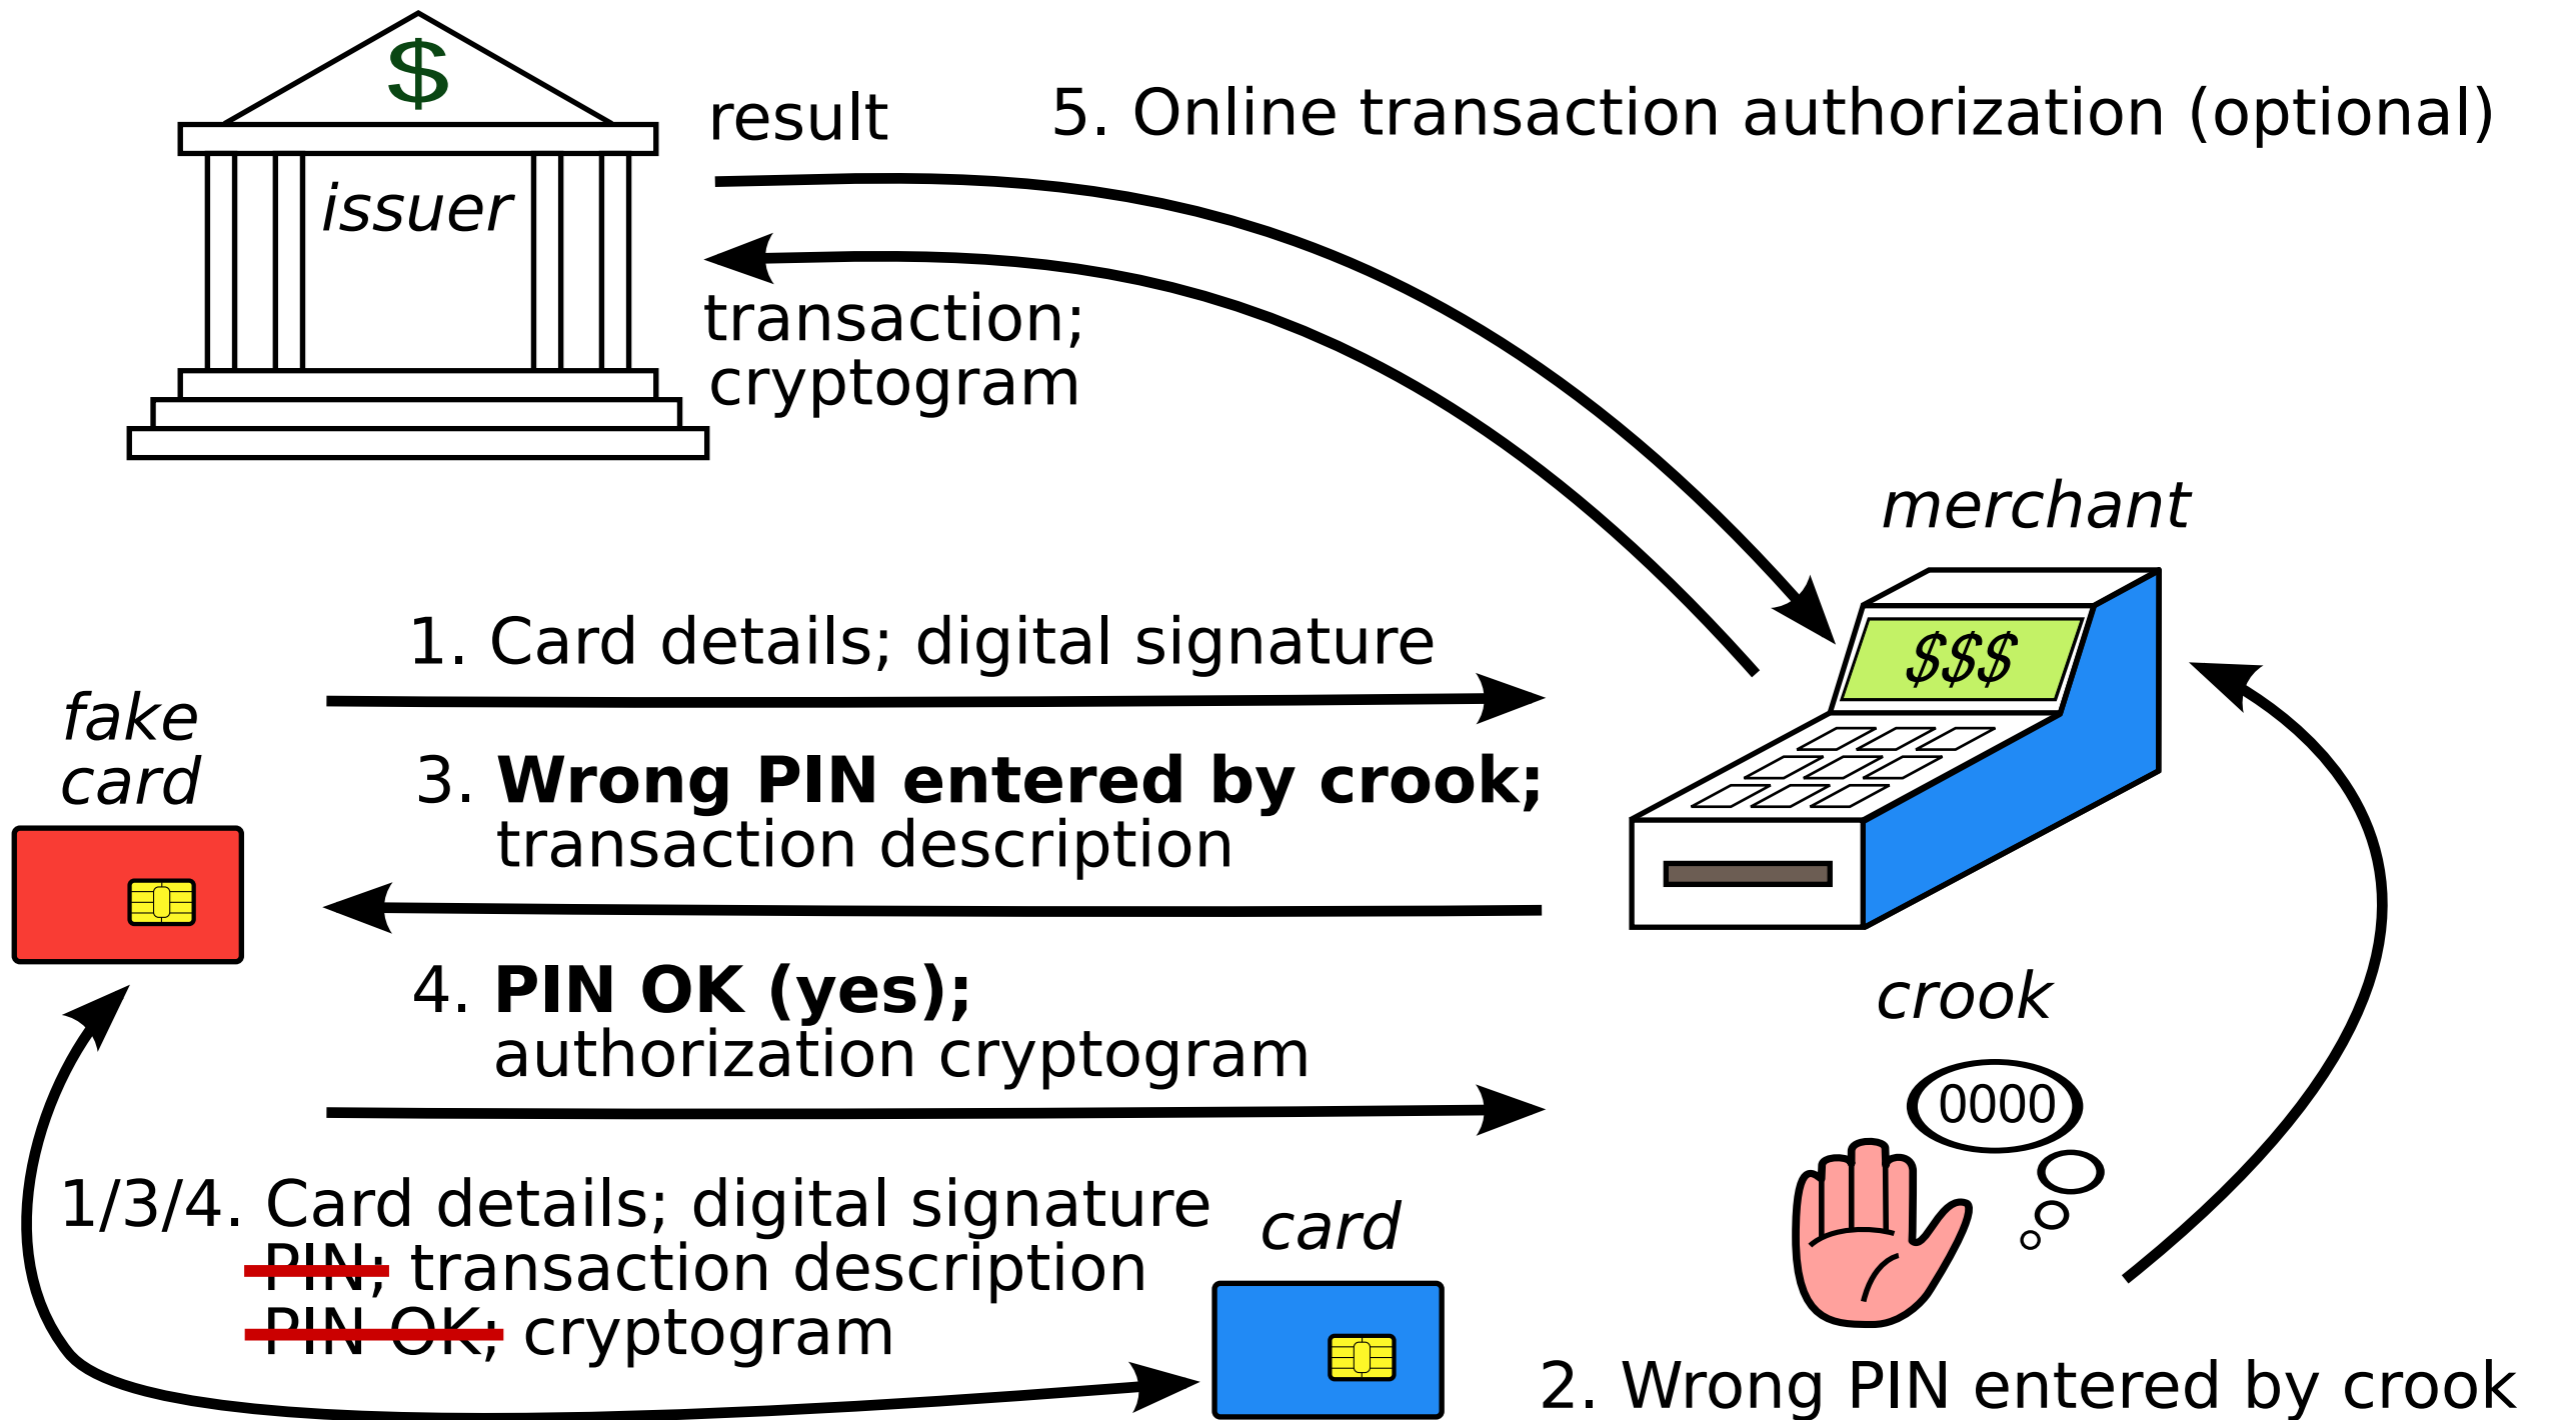 $
issuer
result
5. Online transaction authorization (optional)
transaction;
cryptogram
merchant
$$$
1. Card details; digital signature
fake
card
3. Wrong PIN entered by crook;
transaction description
4. PIN OK (yes);
authorization cryptogram
crook
0000
1/3/4. Card details; digital signature
PIN; transaction description
PIN OK; cryptogram
card
2. Wrong PIN entered by crook